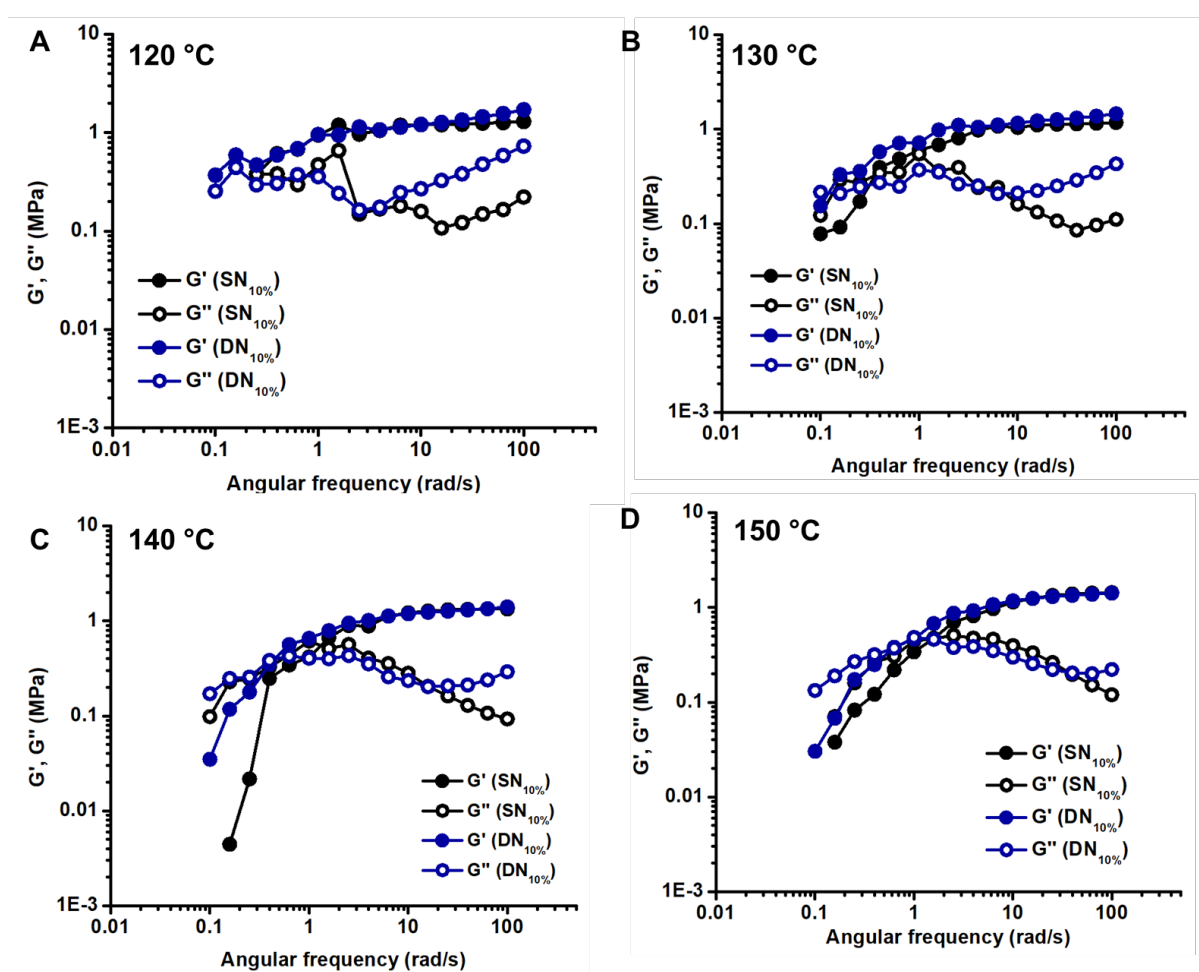 A
120 °C
10
1
0.1
0.01
1E-3
G', G" (MPa)
G' (SN10%)
G" (SN10%)
G' (DN10%)
G" (DN10%)
0.01 0.1 1 10 100
Angular frequency (rad/s)
B
130 °C
10
1
0.1
0.01
1E-3
G', G" (MPa)
G' (SN10%)
G" (SN10%)
G' (DN10%)
G" (DN10%)
0.01 0.1 1 10 100
Angular frequency (rad/s)
C
140 °C
10
1
0.1
0.01
1E-3
G', G" (MPa)
G' (SN10%)
G" (SN10%)
G' (DN10%)
G" (DN10%)
0.01 0.1 1 10 100
Angular frequency (rad/s)
D
150 °C
10
1
0.1
0.01
1E-3
G', G" (MPa)
G' (SN10%)
G" (SN10%)
G' (DN10%)
G" (DN10%)
0.01 0.1 1 10 100
Angular frequency (rad/s)